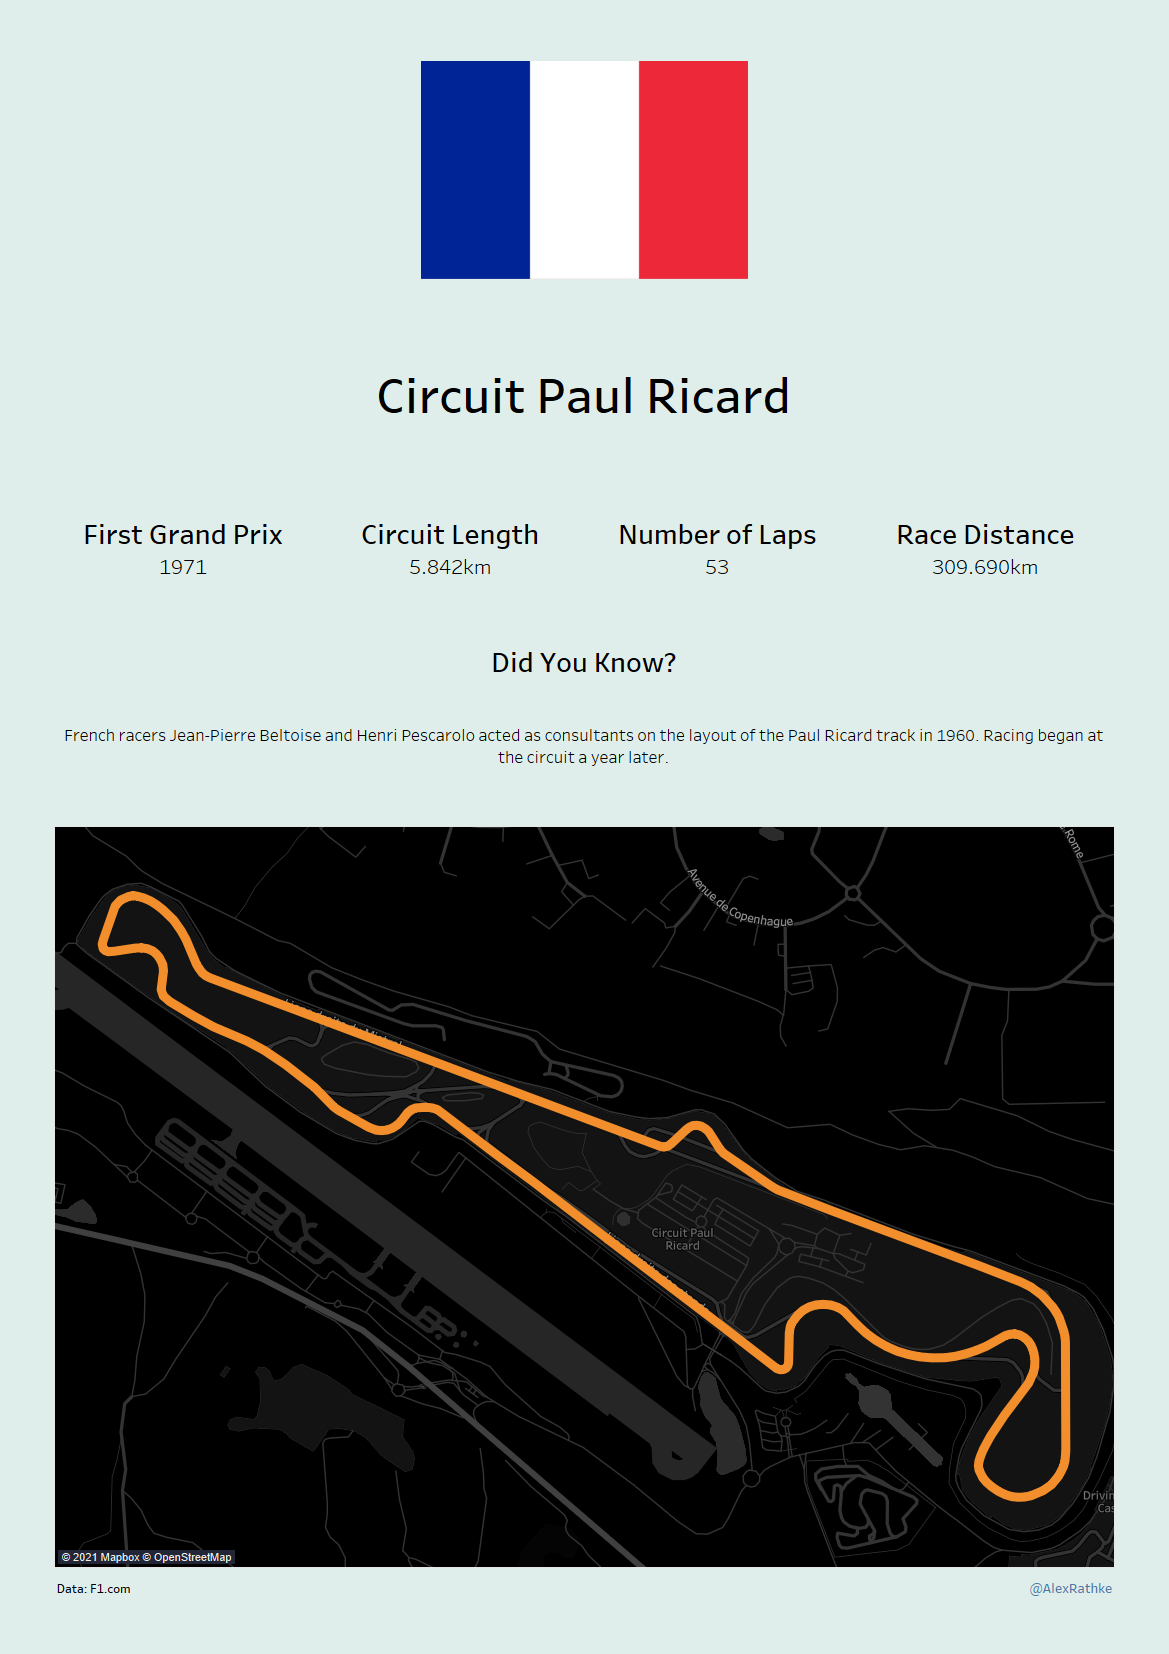 Circuit Paul Ricard
First Grand Prix
1971
Circuit Length
5.842km
Number of Laps
53
Race Distance
309.690km
Did You Know?
French racers Jean-Pierre Beltoise and Henri Pescarolo acted as consultants on the layout of the Paul Ricard track in 1960. Racing began at
the circuit a year later.
Rome
Avenue de Copenhague
Circuit Paul
Ricard
© 2021 Mapbox © OpenStreetMap
Data: F1.com
@AlexRathke